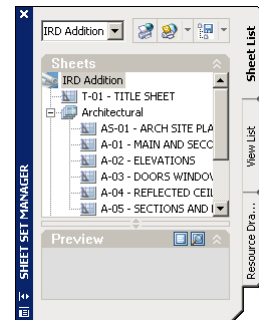 IRD Addition
Sheets
IRD Addition
T-01 - TITLE SHEET
Architectural
AS-01 - ARCH SITE PLA
A-01 - MAIN AND SECC
A-02 - ELEVATIONS
A-03 - DOORS WINDOV
A-04 - REFLECTED CEIL
A-05 - SECTIONS AND
Preview
SHEET SET MANAGER
Sheet List
View List
Resource Dra...